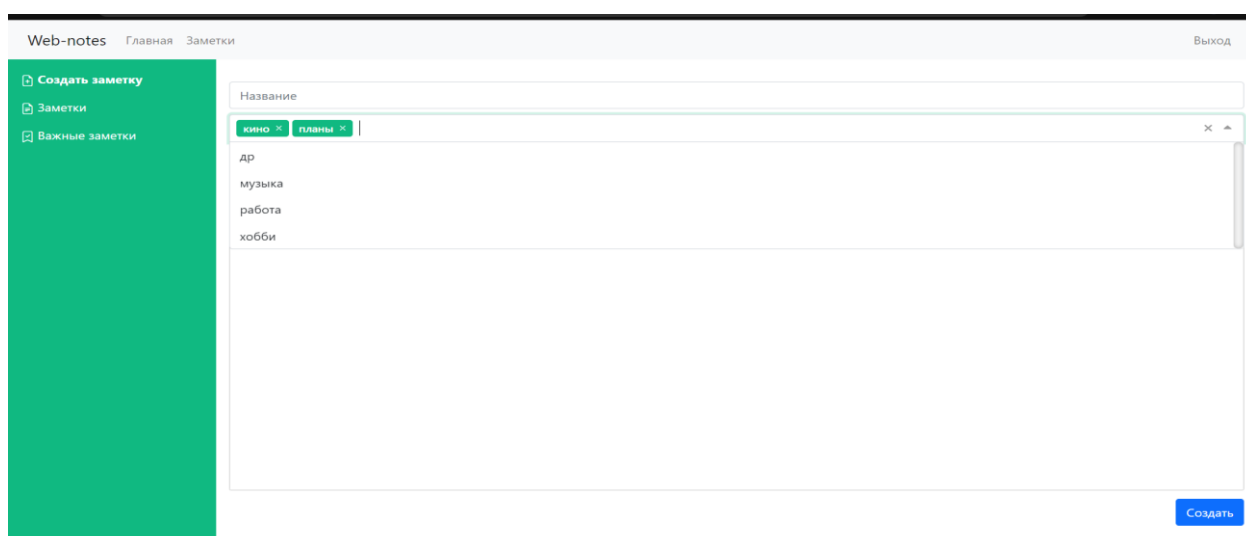 Web-notes Главная Заметки Выход
Создать заметку
Заметки
Важные заметки
Название
кино × планы ×
др
музыка
работа
хобби
Создать